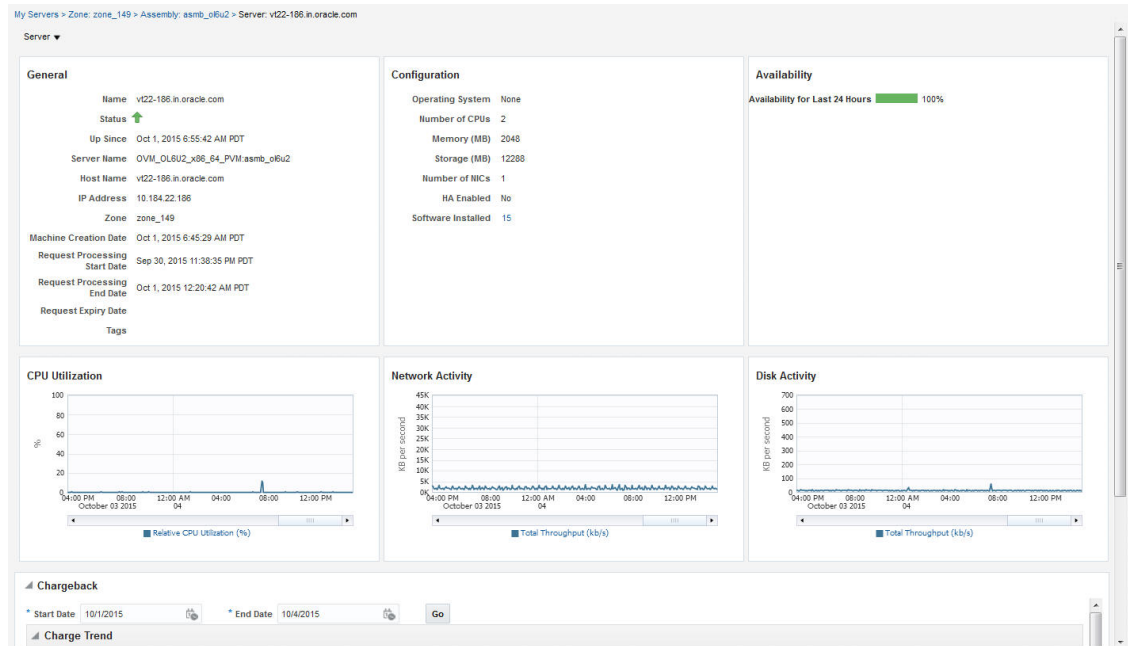 My Servers > Zone: zone_149 > Assembly: asmb_ol6u2 > Server: vt22-186.in.oracle.com
Server
General
Name vt22-186.in.oracle.com
Status
Up Since Oct 1, 2015 6:55:42 AM PDT
Server Name OVM_OL6U2_x86_64_PVM:asmb_ol6u2
Host Name vt22-186.in.oracle.com
IP Address 10.184.22.186
Zone zone_149
Machine Creation Date Oct 1, 2015 6:45:29 AM PDT
Request Processing
Start Date Sep 30, 2015 11:38:35 PM PDT
Request Processing
End Date Oct 1, 2015 12:20:42 AM PDT
Request Expiry Date
Tags
Configuration
Operating System None
Number of CPUs 2
Memory (MB) 2048
Storage (MB) 12288
Number of NICs 1
HA Enabled No
Software Installed 15
Availability
Availability for Last 24 Hours 100%
CPU Utilization
100
80
60
40
20
0
%
04:00 PM 08:00 12:00 AM 04:00 08:00 12:00 PM
October 03 2015 04
Relative CPU Utilization (%)
Network Activity
45K
40K
35K
30K
25K
20K
15K
10K
5K
0K
KB per second
04:00 PM 08:00 12:00 AM 04:00 08:00 12:00 PM
October 03 2015 04
Total Throughput (kb/s)
Disk Activity
700
600
500
400
300
200
100
0
KB per second
04:00 PM 08:00 12:00 AM 04:00 08:00 12:00 PM
October 03 2015 04
Total Throughput (kb/s)
Chargeback
* Start Date 10/1/2015 * End Date 10/4/2015 Go
Charge Trend